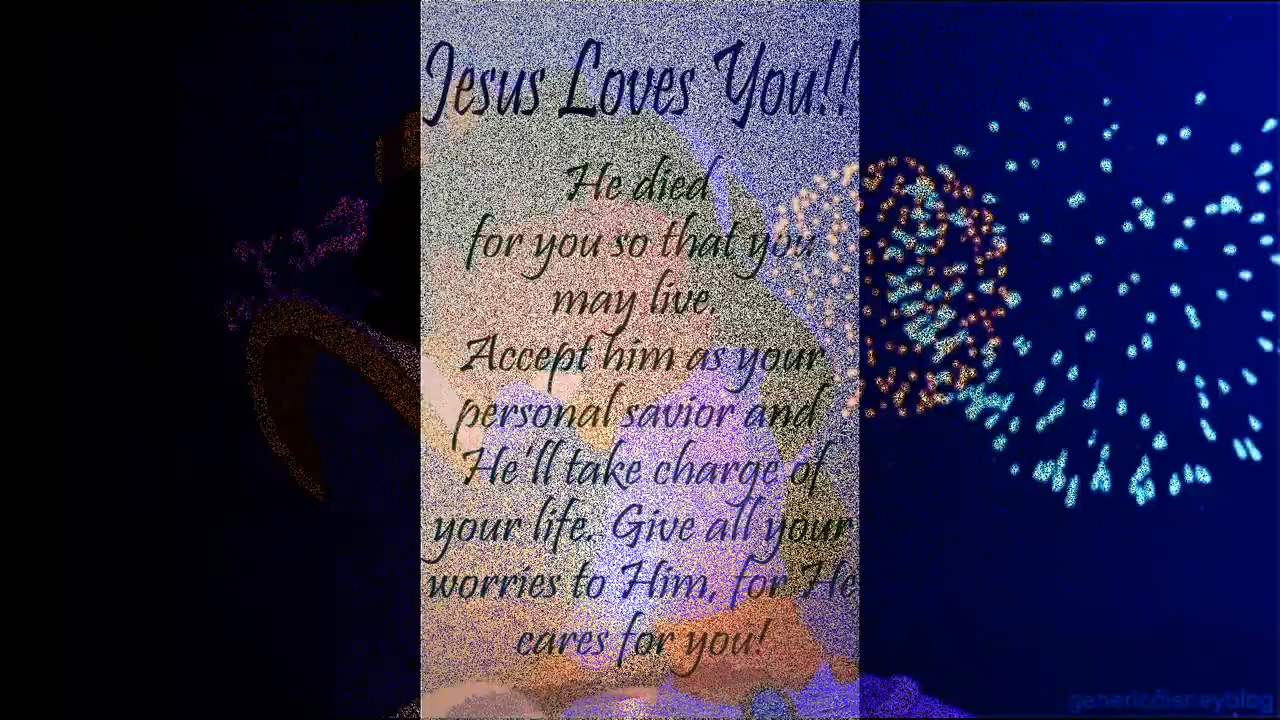 Jesus Loves You!!
He died
for you so that you
may live.
Accept him as your
personal savior and
He'll take charge of
your life. Give all your
worries to Him, for He
cares for you!
genericdisneyblog